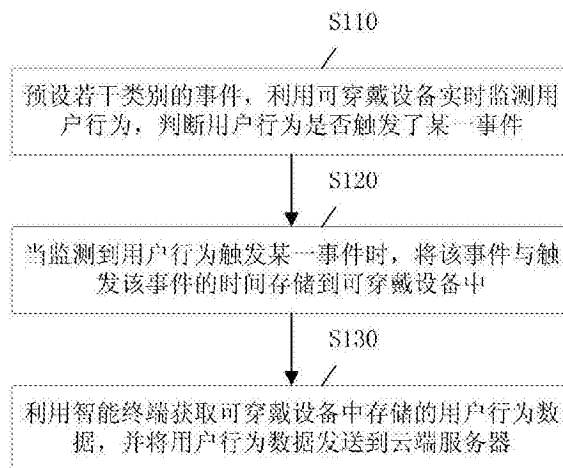 S110
预设若干类别的事件，利用可穿戴设备实时监测用
户行为，判断用户行为是否触发了某一事件
S120
当监测到用户行为触发某一事件时，将该事件与触
发该事件的时间存储到可穿戴设备中
S130
利用智能终端获取可穿戴设备中存储的用户行为数
据，并将用户行为数据发送到云端服务器